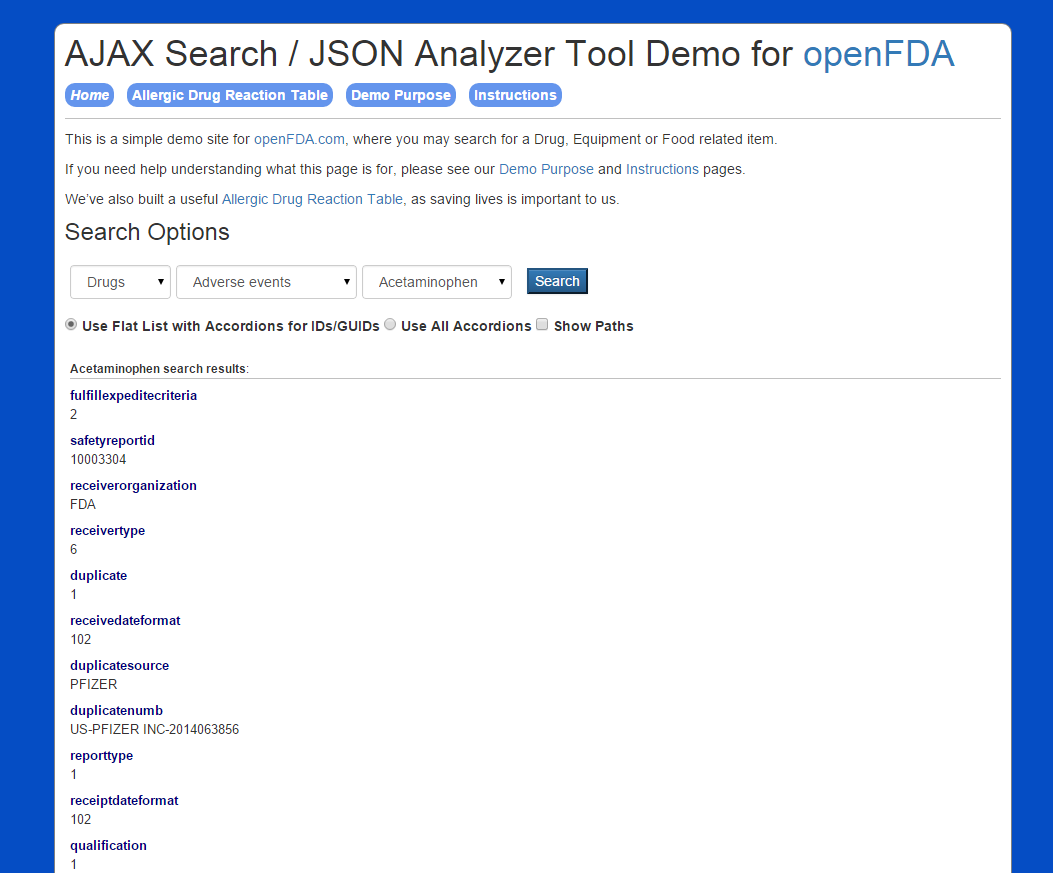 AJAX Search / JSON Analyzer Tool Demo for openFDA
Home Allergic Drug Reaction Table Demo Purpose Instructions
This is a simple demo site for openFDA.com, where you may search for a Drug, Equipment or Food related item.
If you need help understanding what this page is for, please see our Demo Purpose and Instructions pages.
We've also built a useful Allergic Drug Reaction Table, as saving lives is important to us.
Search Options
Drugs Adverse events Acetaminophen Search
Use Flat List with Accordions for IDs/GUIDs Use All Accordions Show Paths
Acetaminophen search results:
fulfillexpeditecriteria
2
safetyreportid
10003304
receiverorganization
FDA
receivertype
6
duplicate
1
receivedateformat
102
duplicatesource
PFIZER
duplicatenumb
US-PFIZER INC-2014063856
reporttype
1
receiptdateformat
102
qualification
1